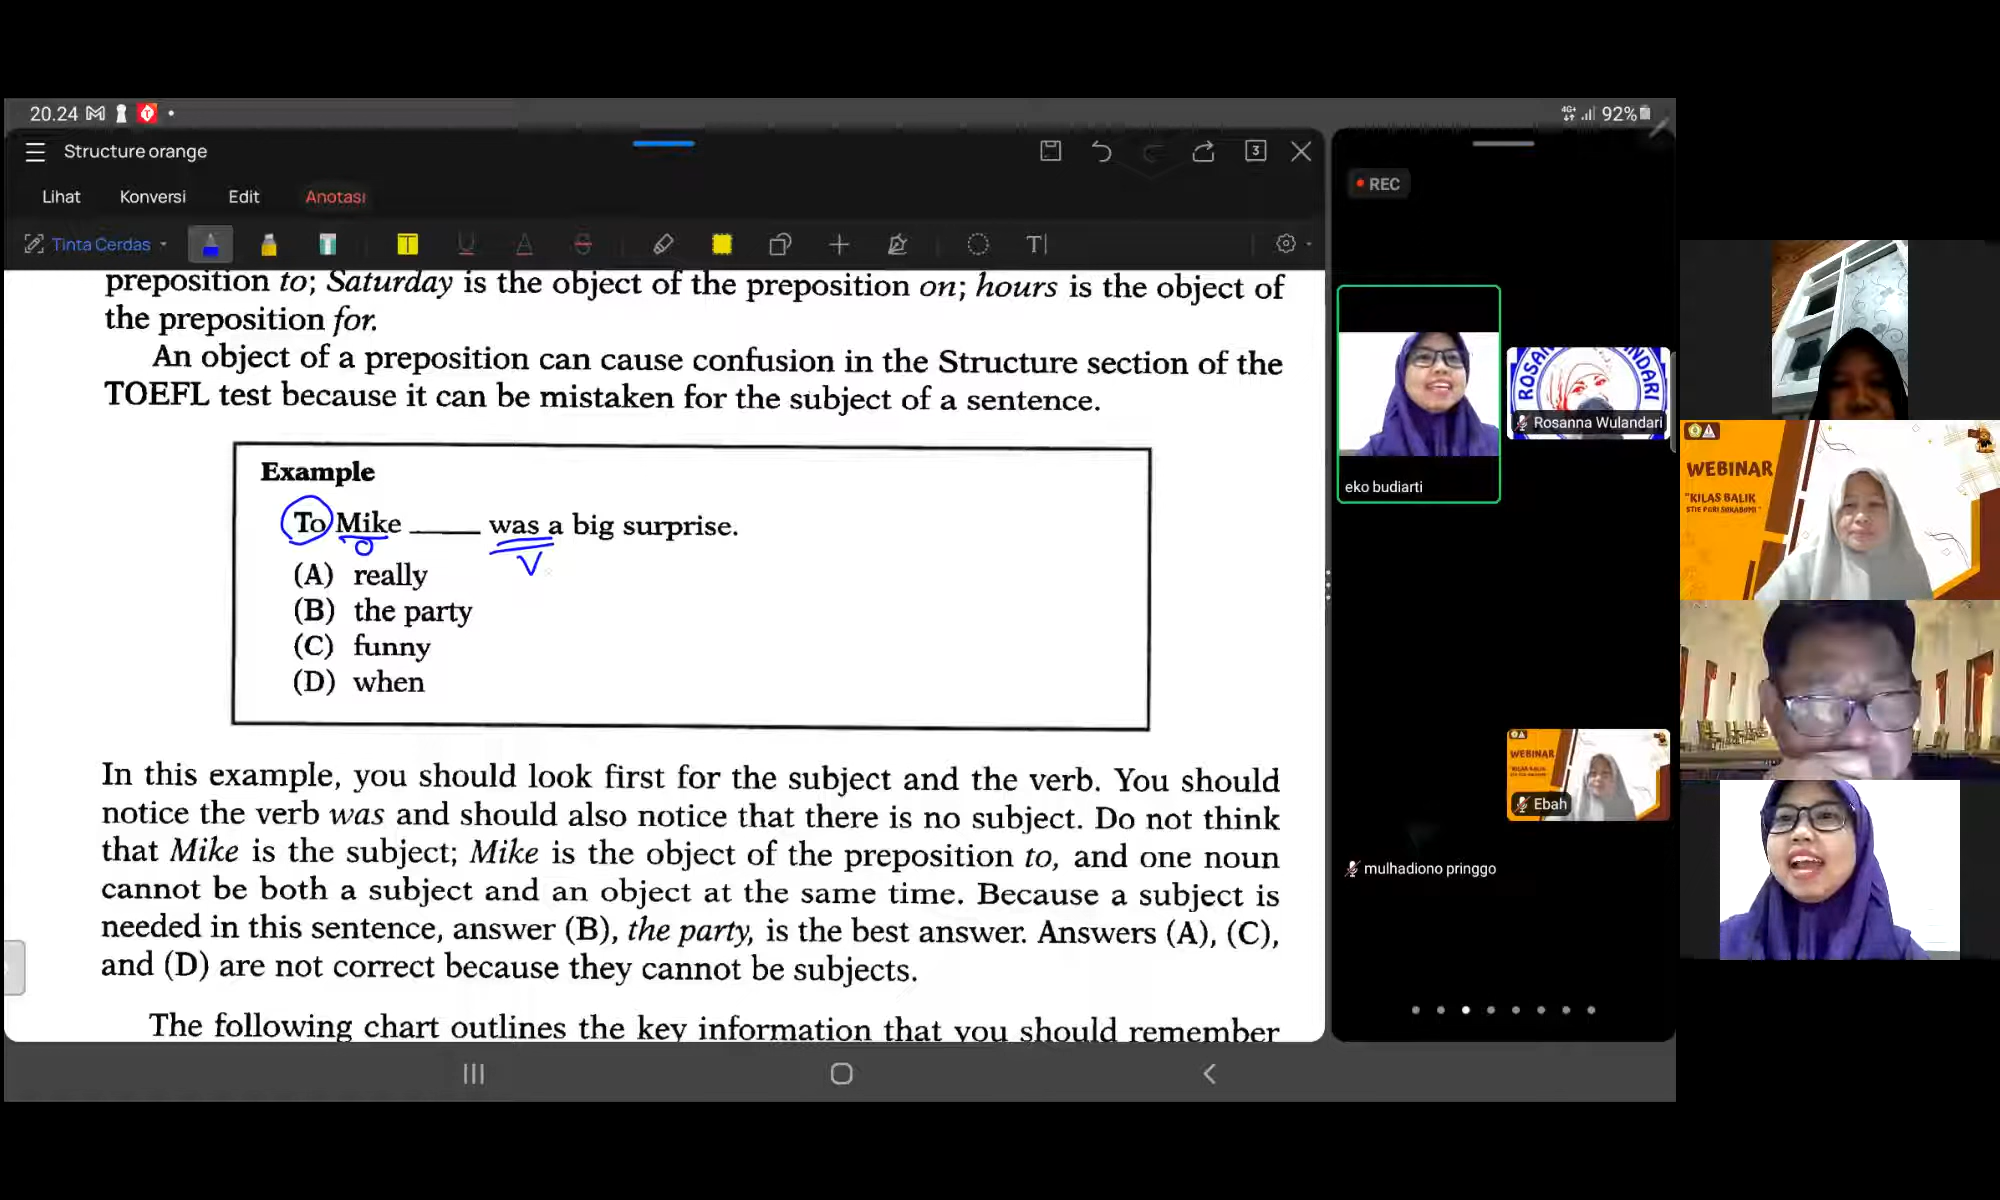 20.24
4G+ 92%
Structure orange
3
Lihat Konversi Edit Anotasi
Tinta Cerdas
preposition to; Saturday is the object of the preposition on; hours is the object of
the preposition for.
An object of a preposition can cause confusion in the Structure section of the
TOEFL test because it can be mistaken for the subject of a sentence.
Example
To Mike _____ was a big surprise.
O
V
(A) really
(B) the party
(C) funny
(D) when
In this example, you should look first for the subject and the verb. You should
notice the verb was and should also notice that there is no subject. Do not think
that Mike is the subject; Mike is the object of the preposition to, and one noun
cannot be both a subject and an object at the same time. Because a subject is
needed in this sentence, answer (B), the party, is the best answer. Answers (A), (C),
and (D) are not correct because they cannot be subjects.
The following chart outlines the key information that you should remember
REC
eko budiarti
Rosanna Wulandari
WEBINAR
Ebah
mulhadiono pringgo
WEBINAR
"KILAS BALIK
STIE PGRI SUKABUMI"